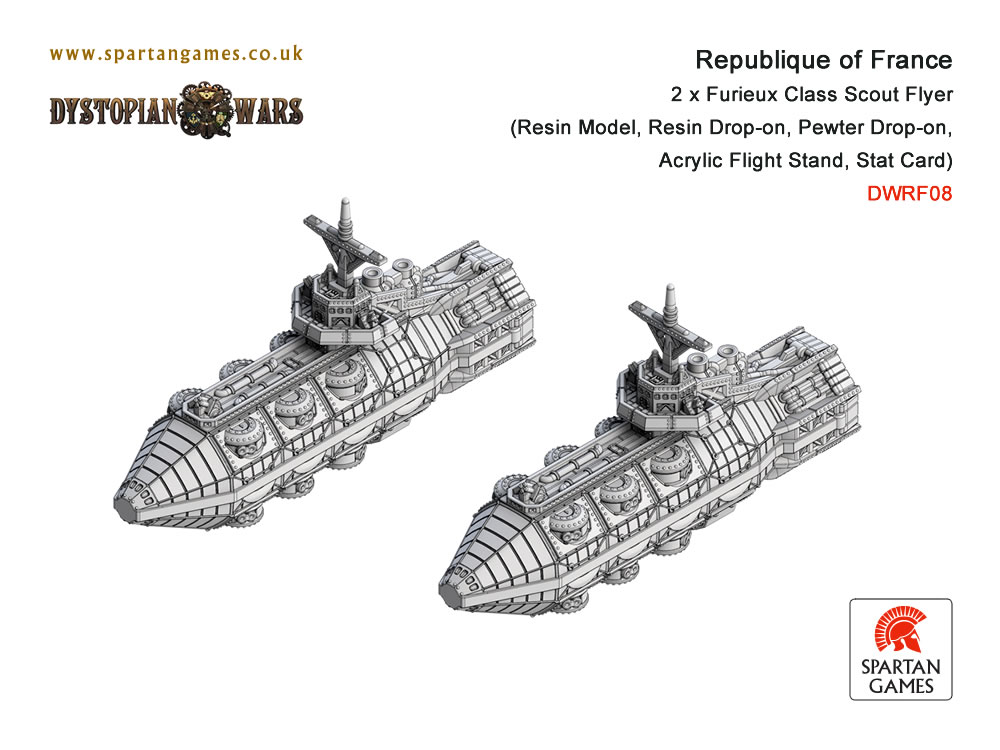 www.spartangames.co.uk
DYSTOPIAN WARS
Republique of France
2 x Furieux Class Scout Flyer
(Resin Model, Resin Drop-on, Pewter Drop-on,
Acrylic Flight Stand, Stat Card)
DWRF08
SPARTAN
GAMES